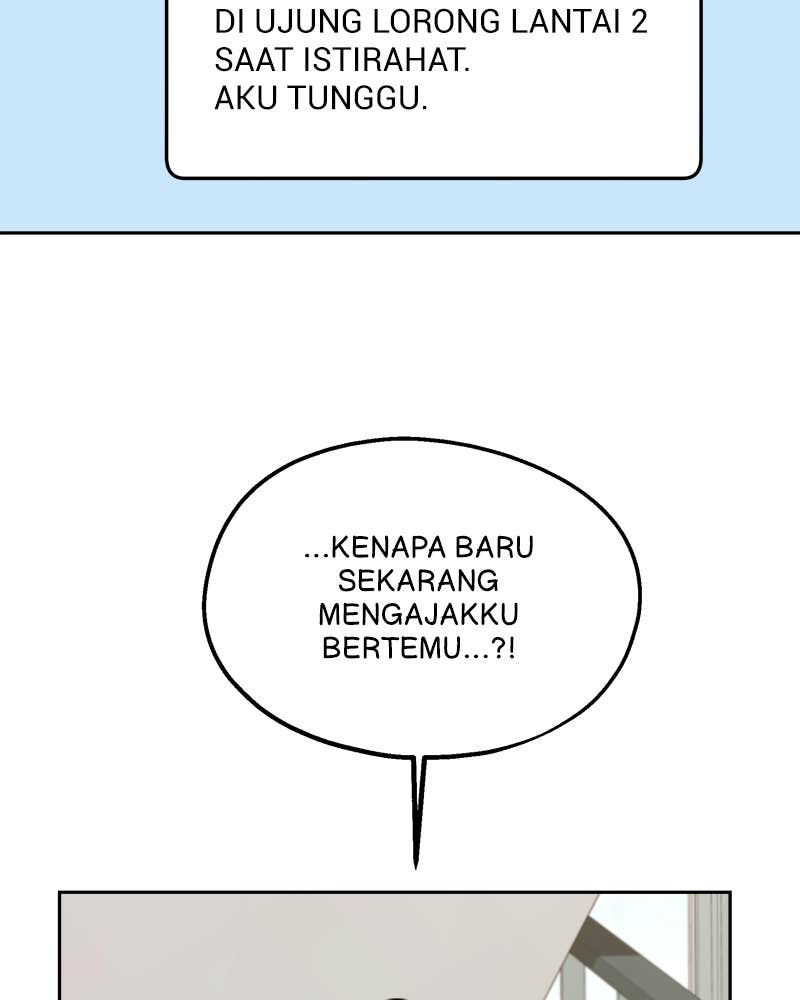 DI UJUNG LORONG LANTAI 2
SAAT ISTIRAHAT.
AKU TUNGGU.
...KENAPA BARU
SEKARANG
MENGAJAKKU
BERTEMU...?!